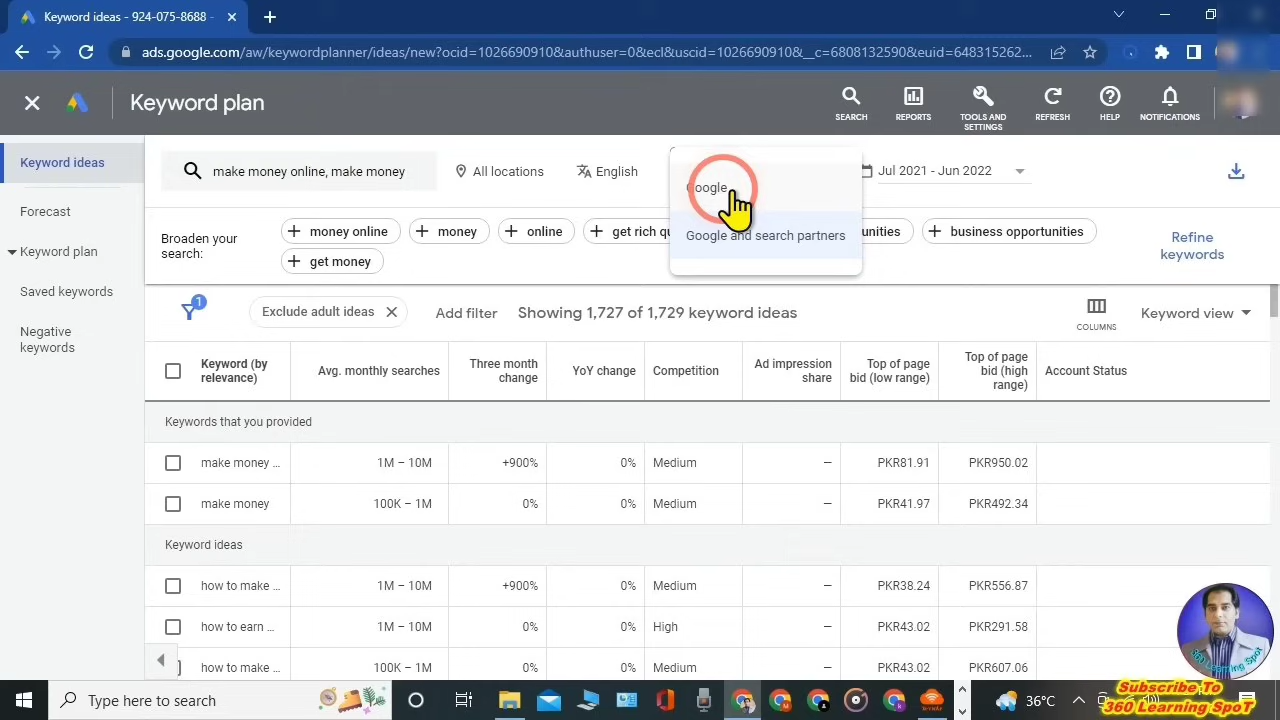 Keyword ideas - 924-075-8688 -
ads.google.com/aw/keywordplanner/ideas/new?ocid=1026690910&authuser=0&ecl&uscid=1026690910&__c=6808132590&euid=648315262...
Keyword plan
SEARCH
REPORTS
TOOLS AND
SETTINGS
REFRESH
HELP
NOTIFICATIONS
Keyword ideas
Forecast
Keyword plan
Saved keywords
Negative
keywords
make money online, make money
All locations
English
Google
Google and search partners
Jul 2021 - Jun 2022
Broaden your
search:
money online
money
online
get rich
business opportunities
get money
Refine
keywords
1
Exclude adult ideas
Add filter
Showing 1,727 of 1,729 keyword ideas
COLUMNS
Keyword view
Keyword (by
relevance)
Avg. monthly searches
Three month
change
YoY change
Competition
Ad impression
share
Top of page
bid (low range)
Top of page
bid (high
range)
Account Status
Keywords that you provided
make money ... 1M – 10M +900% 0% Medium – PKR81.91 PKR950.02
make money 100K – 1M 0% 0% Medium – PKR41.97 PKR492.34
Keyword ideas
how to make ... 1M – 10M +900% 0% Medium – PKR38.24 PKR556.87
how to earn ... 1M – 10M 0% 0% High – PKR43.02 PKR291.58
how to make ... 100K – 1M 0% 0% Medium – PKR43.02 PKR607.06
360 Learning Spot
Type here to search
36°C
Subscribe To
360 Learning SpoT